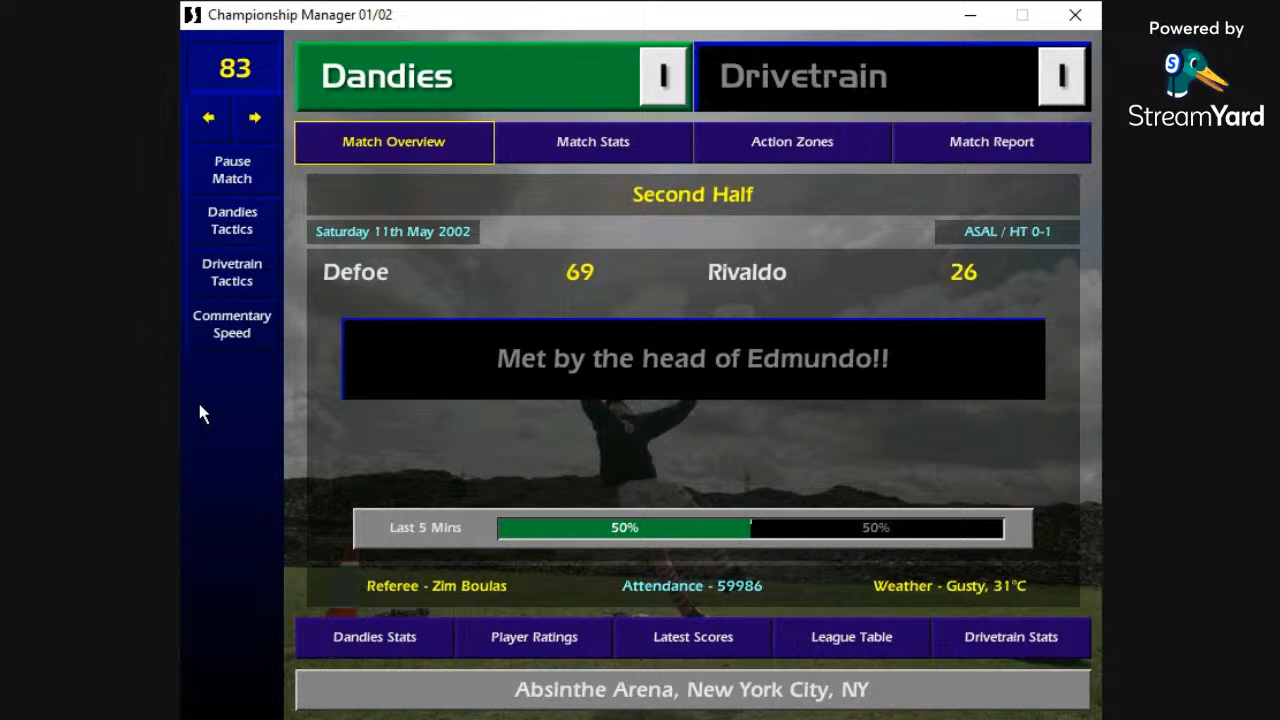 Championship Manager 01/02
Powered by
S
StreamYard
83
Dandies 1
Drivetrain 1
Match Overview
Match Stats
Action Zones
Match Report
Pause
Match
Dandies
Tactics
Drivetrain
Tactics
Commentary
Speed
Second Half
Saturday 11th May 2002
ASAL / HT 0-1
Defoe 69
Rivaldo 26
Met by the head of Edmundo!!
Last 5 Mins 50% 50%
Referee - Zim Boulas
Attendance - 59986
Weather - Gusty, 31°C
Dandies Stats
Player Ratings
Latest Scores
League Table
Drivetrain Stats
Absinthe Arena, New York City, NY